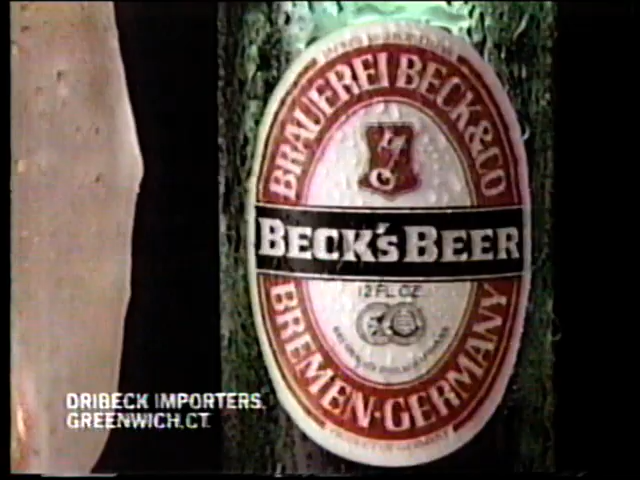 BRAUEREI BECK & CO
BECK'S BEER
12 FL OZ.
BREMEN-GERMANY
DRIBECK IMPORTERS,
GREENWICH, CT.